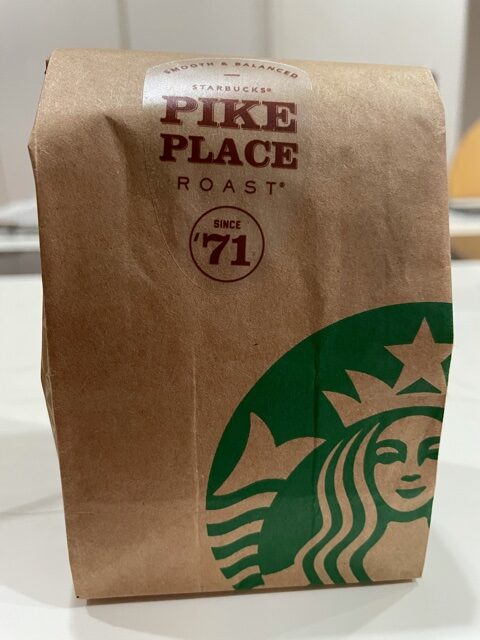 SMOOTH & BALANCED
STARBUCKS®
PIKE
PLACE
ROAST®
SINCE
'71